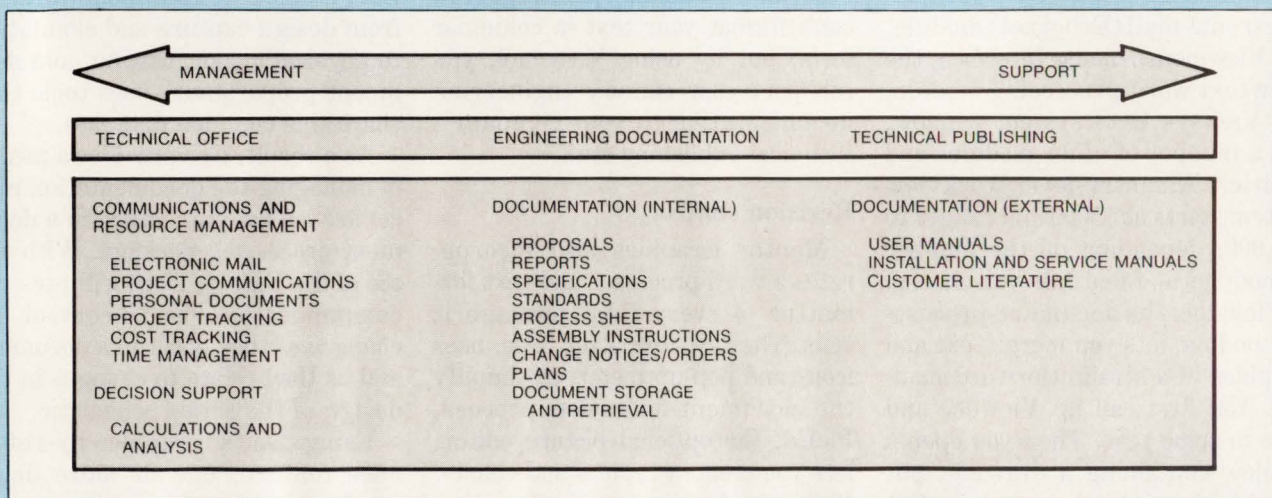 MANAGEMENT SUPPORT
TECHNICAL OFFICE ENGINEERING DOCUMENTDTION TECHNICAL PUBLISHING
COMMUNICATIONS AND
RESOURCE MANAGEMENT
ELECTRONIC MAIL
PROJECT COMMUNICATIONS
PERSONAL DOCUMENTS
PROJECT TRACKING
COST TRACKING
TIME MANAGEMENT
DECISION SUPPORT
CALCULATIONS AND
ANALYSIS
DOCUMENTATION (INTERNAL)
PROPOSALS
REPORTS
SPECIFICATIONS
STANDARDS
PROCESS SHEETS
ASSEMBLY INSTRUCTIONS
CHANGE NOTICES/ORDERS
PLANS
DOCUMENT STORAGE
AND RETRIEVAL
DOCUMENTATION (EXTERNAL)
USER MANUALS
INSTALLATION AND SERVICE MANUALS
CUSTOMER LITERATURE